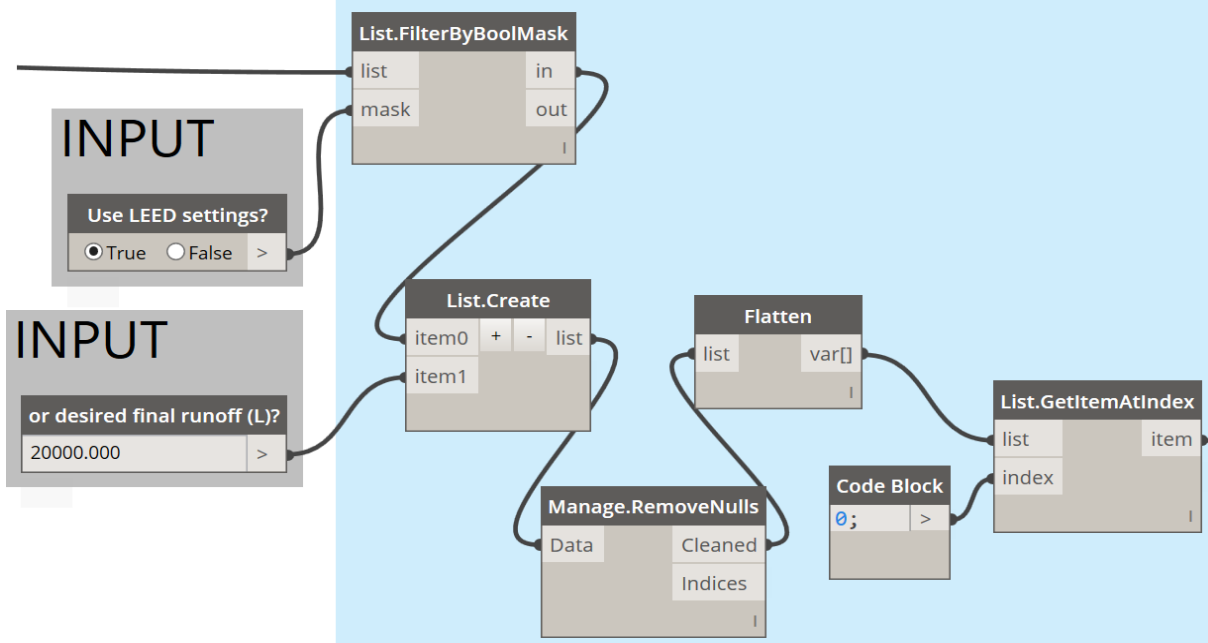 List.FilterByBoolMask
list in
mask out
l
INPUT
Use LEED settings?
True False >
INPUT
or desired final runoff (L)?
20000.000 >
List.Create
item0 + - list
item1
Manage.RemoveNulls
Data Cleaned
Indices
l
Flatten
list var[]
l
Code Block
0; >
List.GetItemAtIndex
list item
index
l